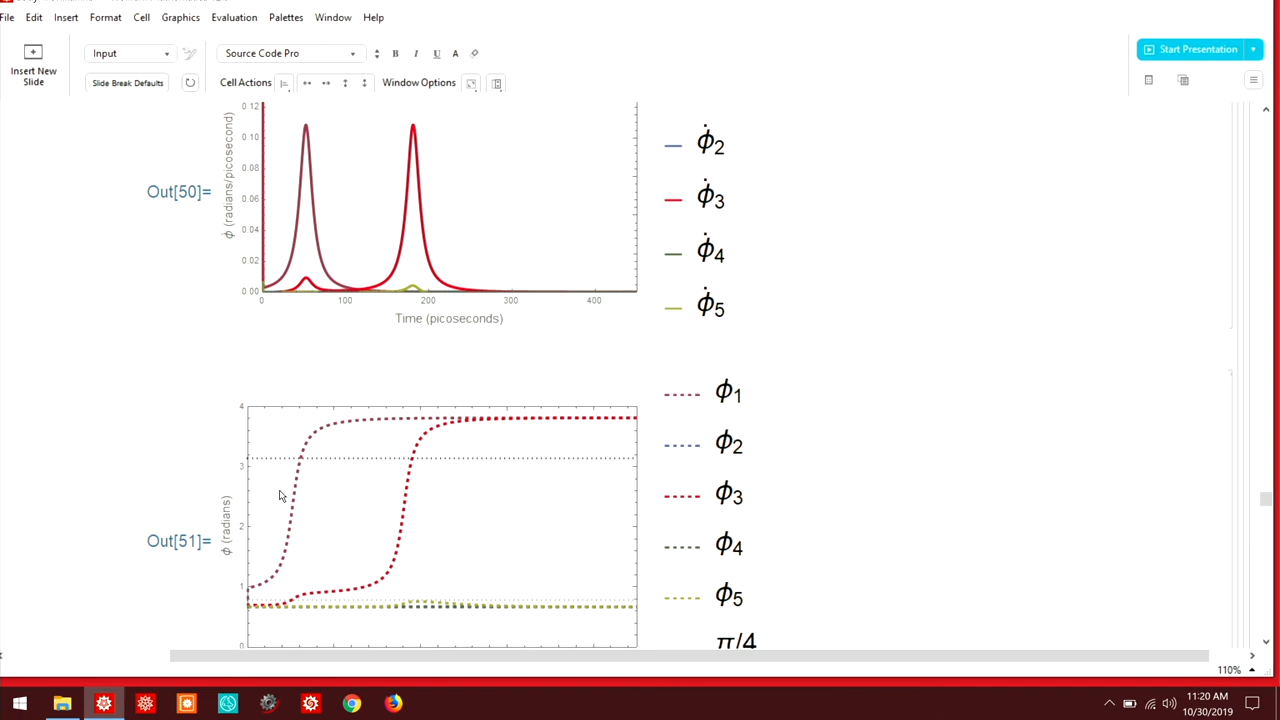 File Edit Insert Format Cell Graphics Evaluation Palettes Window Help
Insert New
Slide
Input
Source Code Pro
B I U A
Slide Break Defaults
Cell Actions
Window Options
Start Presentation
Out[50]=
ϕ̇ (radians/picosecond)
0.12
0.10
0.08
0.06
0.04
0.02
0.00
0 100 200 300 400
Time (picoseconds)
ϕ̇2
ϕ̇3
ϕ̇4
ϕ̇5
Out[51]=
ϕ (radians)
4
3
2
1
0
ϕ1
ϕ2
ϕ3
ϕ4
ϕ5
π/4
110%
11:20 AM
10/30/2019